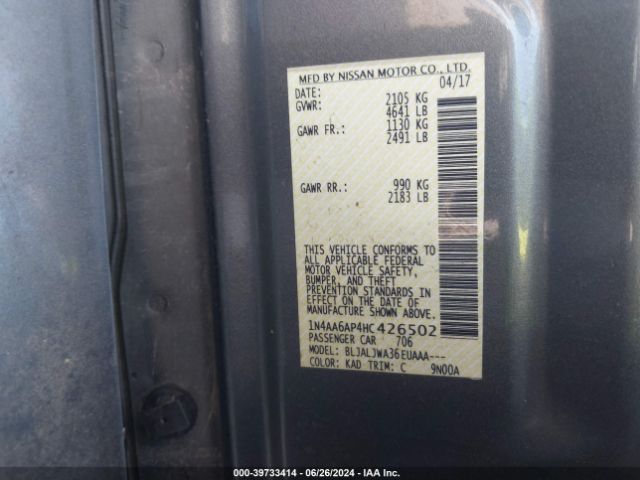 MFD BY NISSAN MOTOR CO., LTD.
DATE: 04/17
GVWR: 2105 KG
4641 LB
GAWR FR.: 1130 KG
2491 LB
GAWR RR.: 990 KG
2183 LB
THIS VEHICLE CONFORMS TO
ALL APPLICABLE FEDERAL
MOTOR VEHICLE SAFETY,
BUMPER, AND THEFT
PREVENTION STANDARDS IN
EFFECT ON THE DATE OF
MANUFACTURE SHOWN ABOVE.
1N4AA6AP4HC426502
PASSENGER CAR 706
MODEL: BLJALJWA36EUAAA---
COLOR: KAD TRIM: C 9N00A
000-39733414 - 06/26/2024 - IAA Inc.